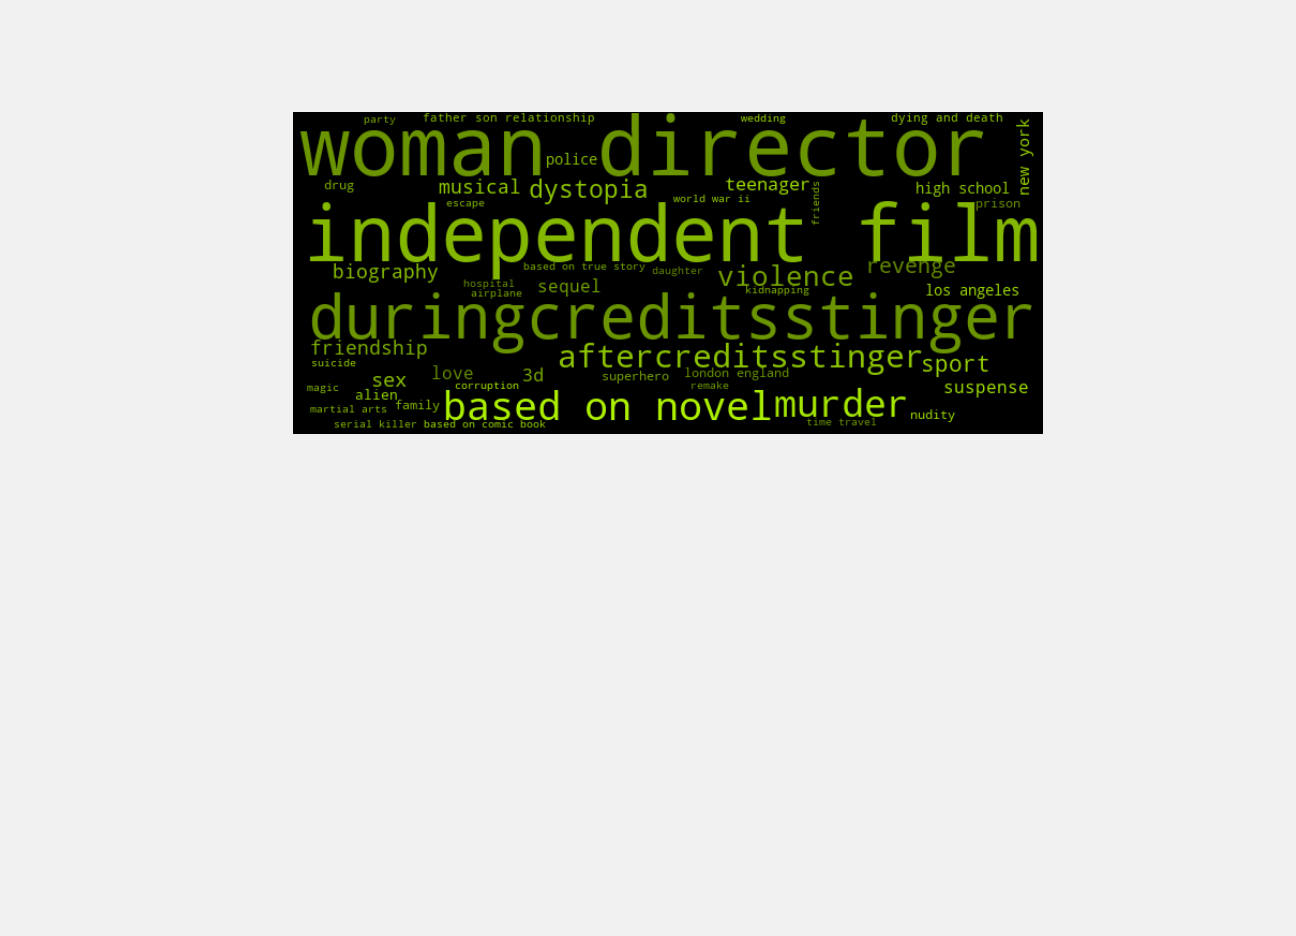 party
father son relationship
wedding
dying and death
woman director
new york
police
drug
musical
dystopia
teenager
high school
escape
world war ii
friends
prison
independent film
biography
based on true story
daughter
violence
revenge
hospital
airplane
sequel
kidnapping
los angeles
duringcreditsstinger
friendship
aftercreditsstinger
sport
suicide
sex
love
3d
superhero
london england
magic
corruption
remake
suspense
alien
martial arts
family
based on novel
murder
nudity
serial killer
based on comic book
time travel